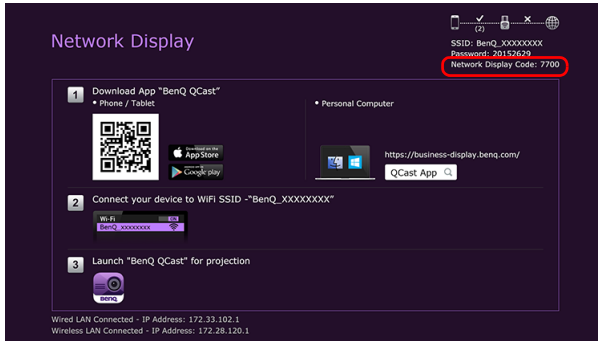 (2)
Network Display
SSID: BenQ_XXXXXXXX
Password: 20152629
Network Display Code: 7700
1
Download App “BenQ QCast”
• Phone / Tablet
• Personal Computer
Download on the
App Store
Google play
https://business-display.benq.com/
QCast App
2
Connect your device to WiFi SSID -“BenQ_XXXXXXXX”
Wi-Fi
ON
BenQ_xxxxxxxx
3
Launch "BenQ QCast" for projection
BenQ
Wired LAN Connected - IP Address: 172.33.102.1
Wireless LAN Connected - IP Address: 172.28.120.1